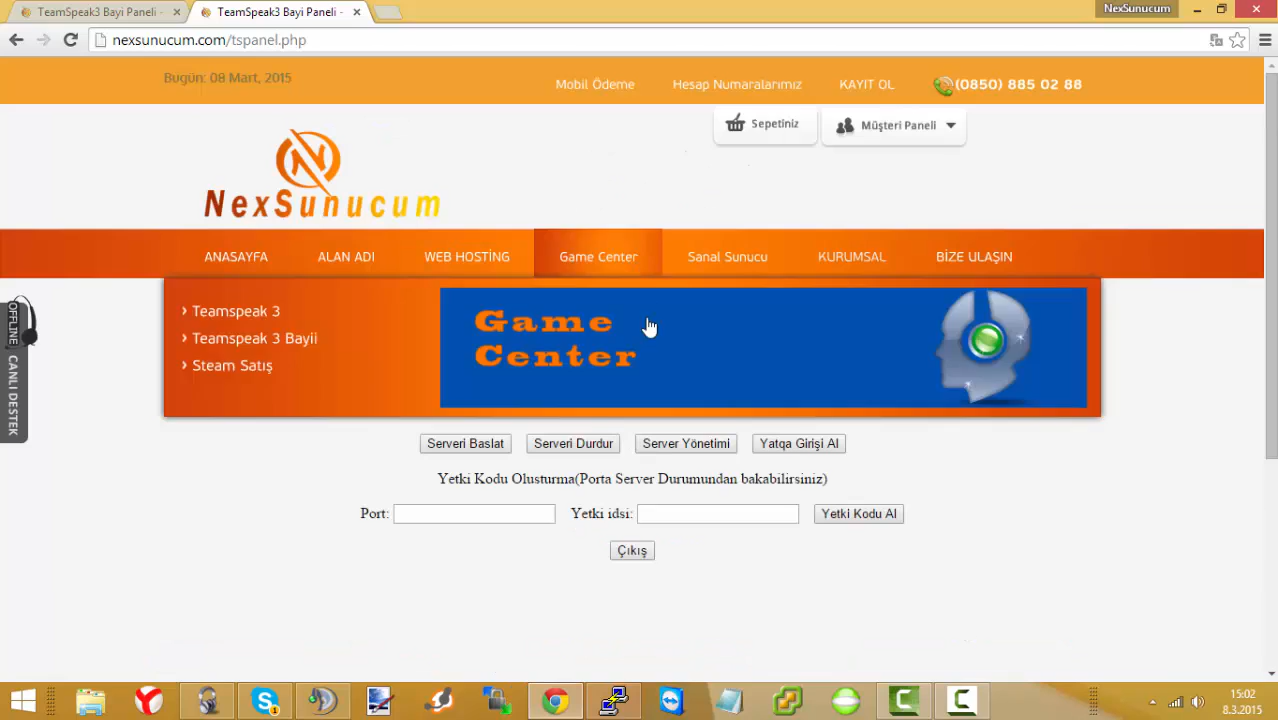 TeamSpeak3 Bayi Paneli -
TeamSpeak3 Bayi Paneli -
NexSunucum
nexsunucum.com/tspanel.php
Bugün: 08 Mart, 2015
Mobil Ödeme
Hesap Numaralarımız
KAYIT OL
(0850) 885 02 88
Sepetiniz
Müşteri Paneli
NexSunucum
ANASAYFA
ALAN ADI
WEB HOSTİNG
Game Center
Sanal Sunucu
KURUMSAL
BİZE ULAŞIN
OFFLINE
CANLI DESTEK
Teamspeak 3
Teamspeak 3 Bayii
Steam Satış
Game
Center
Serveri Baslat
Serveri Durdur
Server Yönetimi
Yatqa Girişi Al
Yetki Kodu Olusturma(Porta Server Durumundan bakabilirsiniz)
Port:
Yetki idsi:
Yetki Kodu Al
Çıkış
15:02
8.3.2015